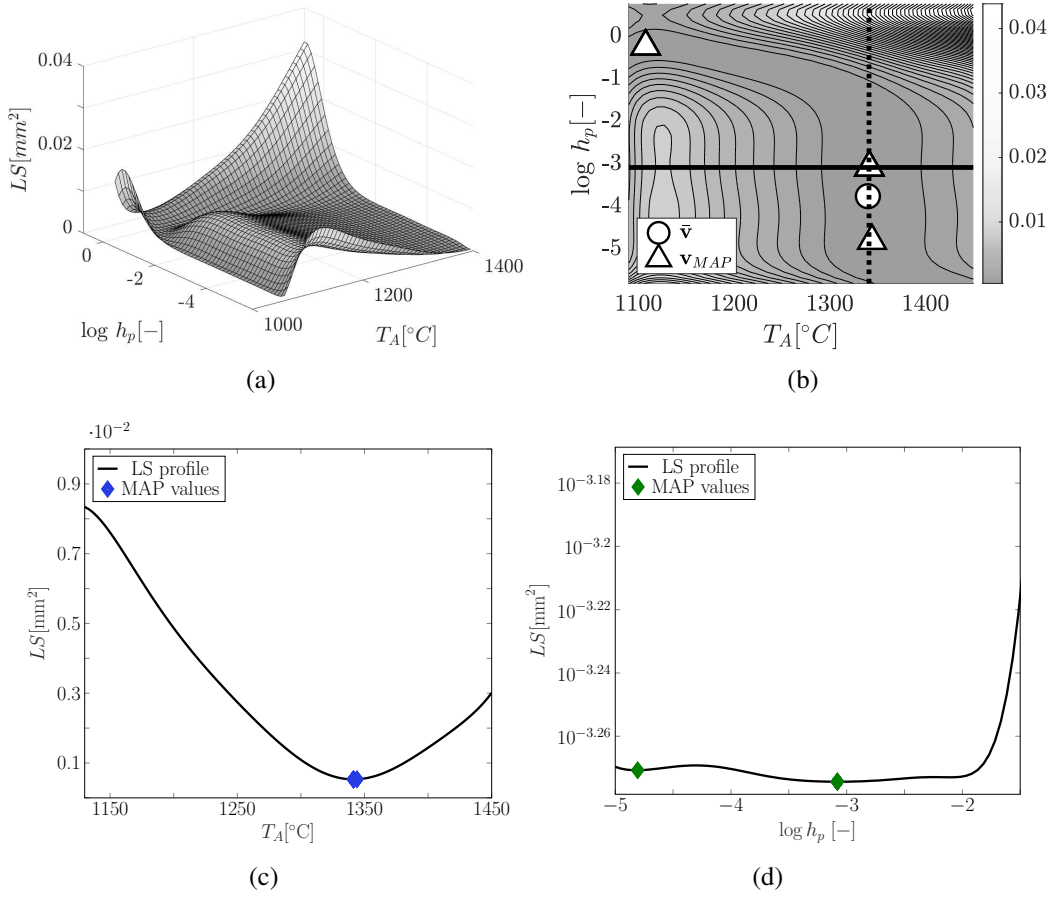 0.04
0.02
0
LS[mm²]
0
-2
-4
log h_p[−]
1000
1200
1400
T_A[°C]
(a)
0
-1
-2
-3
-4
-5
log h_p[−]
v̄
v_MAP
1090
1200
1300
1400
T_A[°C]
0.04
0.03
0.02
0.01
(b)
·10⁻²
LS profile
MAP values
0.9
0.7
0.5
0.3
0.1
LS[mm²]
1150
1250
1350
1450
T_A[°C]
(c)
LS profile
MAP values
10^−3.18
10^−3.2
10^−3.22
10^−3.24
10^−3.26
LS[mm²]
−5
−4
−3
−2
log h_p [−]
(d)